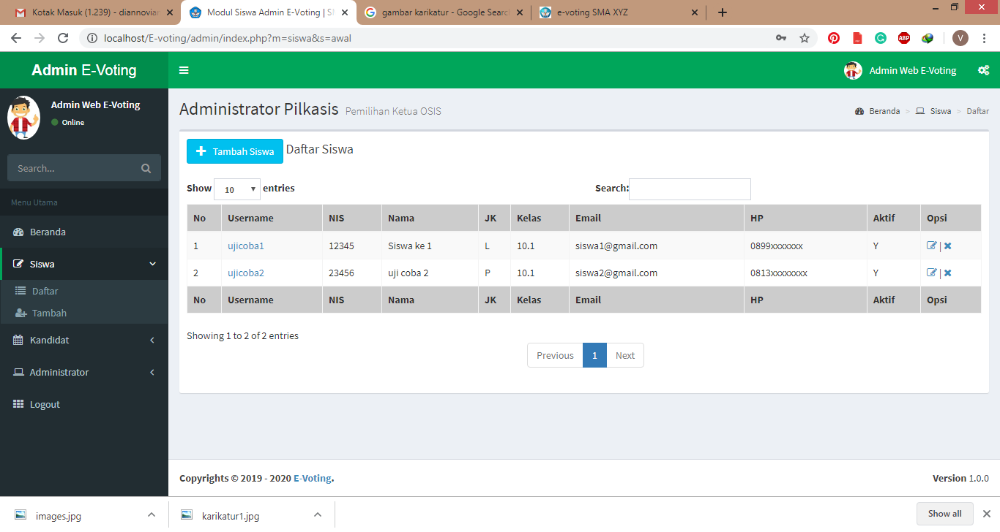 Kotak Masuk (1.239) - diannovian
Modul Siswa Admin E-Voting | S
gambar karikatur - Google Searc
e-voting SMA XYZ
localhost/E-voting/admin/index.php?m=siswa&s=awal
ABP
V
Admin E-Voting
Admin Web E-Voting
Admin Web E-Voting
Online
Search...
Menu Utama
Beranda
Siswa
Daftar
Tambah
Kandidat
Administrator
Logout
Administrator Pilkasis Pemilihan Ketua OSIS
Beranda > Siswa > Daftar
Tambah Siswa Daftar Siswa
Show 10 entries Search:
No Username NIS Nama JK Kelas Email HP Aktif Opsi
1 ujicoba1 12345 Siswa ke 1 L 10.1 siswa1@gmail.com 0899xxxxxxx Y |
2 ujicoba2 23456 uji coba 2 P 10.1 siswa2@gmail.com 0813xxxxxxxx Y |
No Username NIS Nama JK Kelas Email HP Aktif Opsi
Showing 1 to 2 of 2 entries
Previous 1 Next
Copyrights © 2019 - 2020 E-Voting.
Version 1.0.0
images.jpg
karikatur1.jpg
Show all